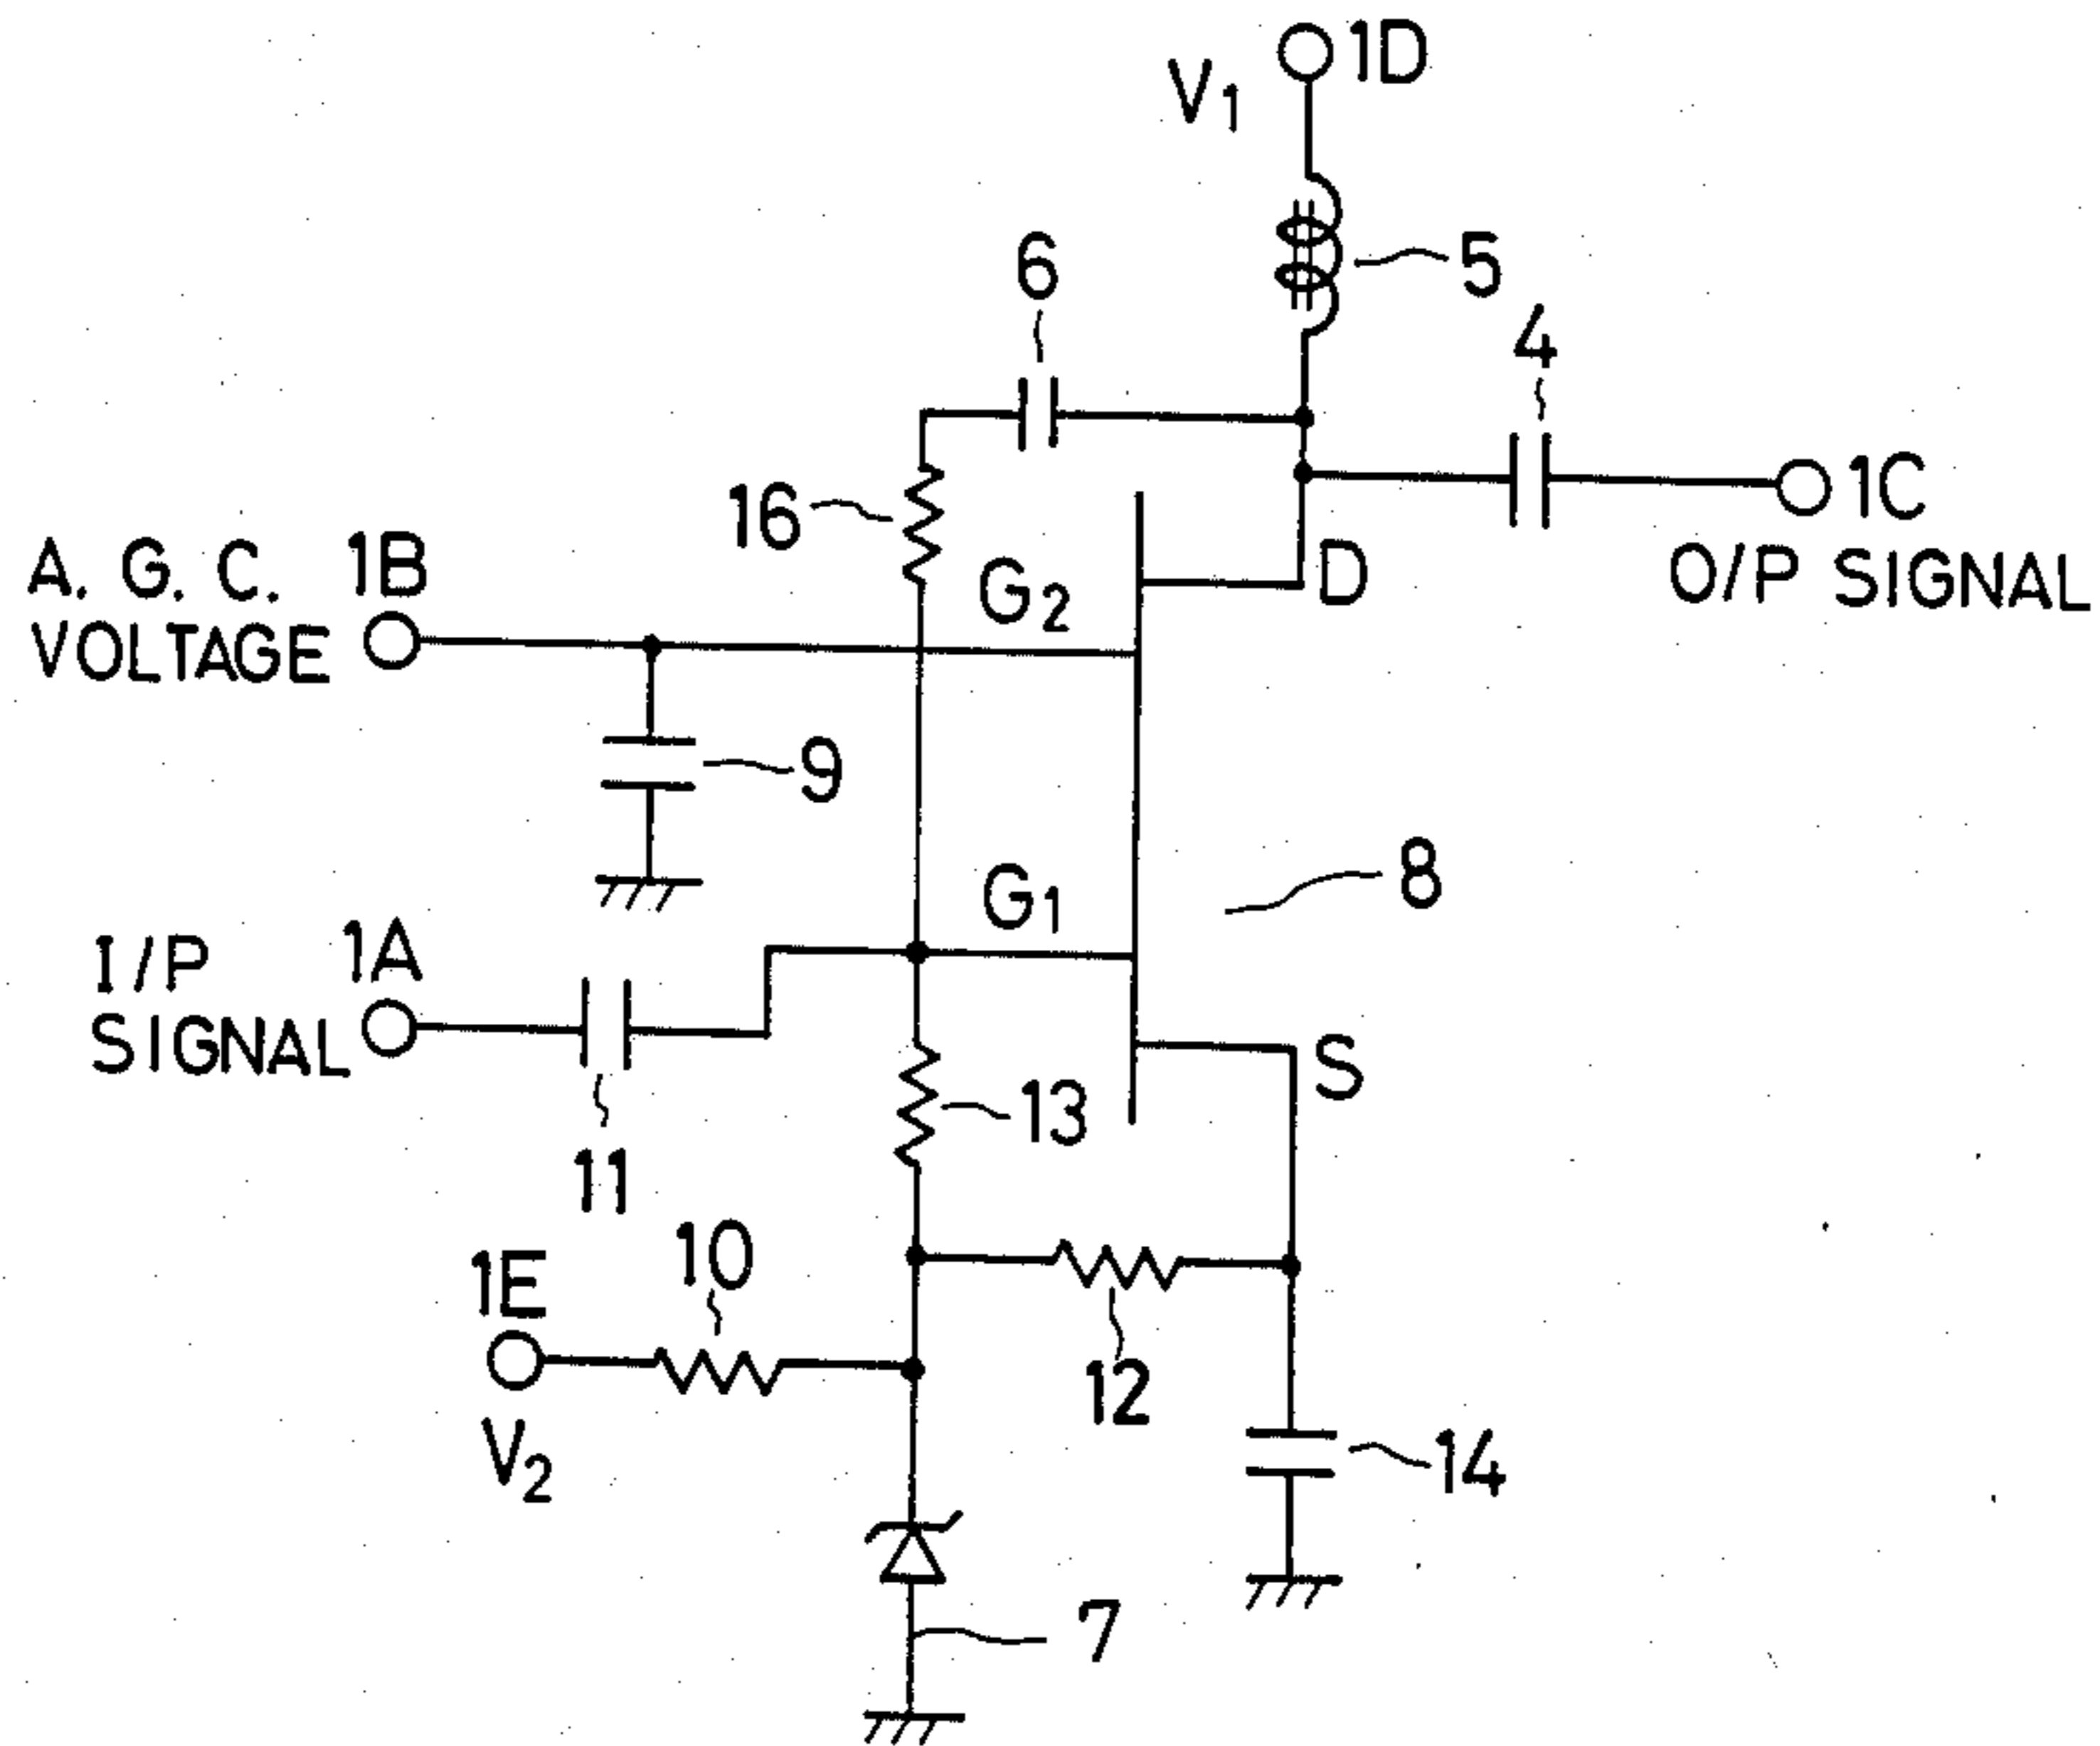 1D
V1
5
6
4
1C
O/P SIGNAL
16
D
G2
A. G. C. 1B
VOLTAGE
9
8
G1
I/P 1A
SIGNAL
S
13
11
10
1E
12
V2
14
7